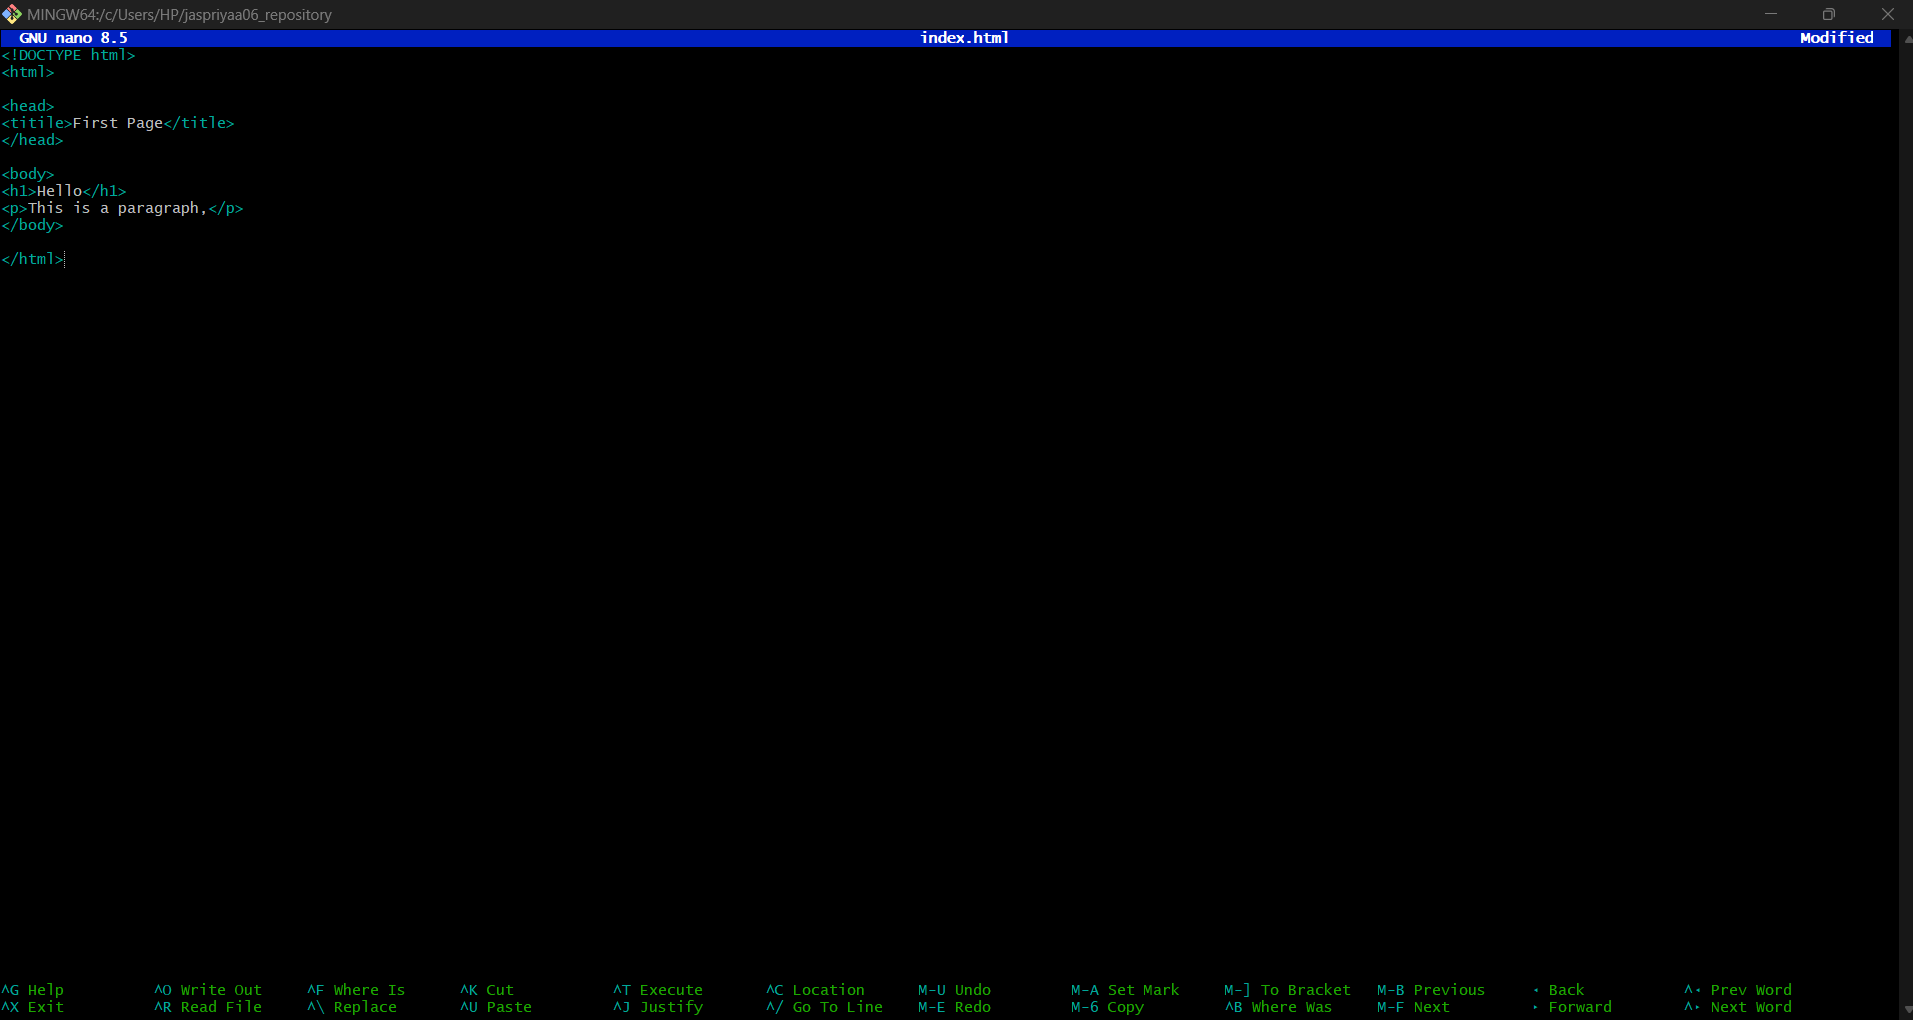 MINGW64:/c/Users/HP/jaspriyaa06_repository
GNU nano 8.5 index.html Modified
<!DOCTYPE html>
<html>
<head>
<titile>First Page</title>
</head>
<body>
<h1>Hello</h1>
<p>This is a paragraph,</p>
</body>
</html>
^G Help ^O Write Out ^F Where Is ^K Cut ^T Execute ^C Location M-U Undo M-A Set Mark M-] To Bracket M-B Previous ◂ Back ^◂ Prev Word
^X Exit ^R Read File ^\ Replace ^U Paste ^J Justify ^/ Go To Line M-E Redo M-6 Copy ^B Where Was M-F Next ▸ Forward ^▸ Next Word